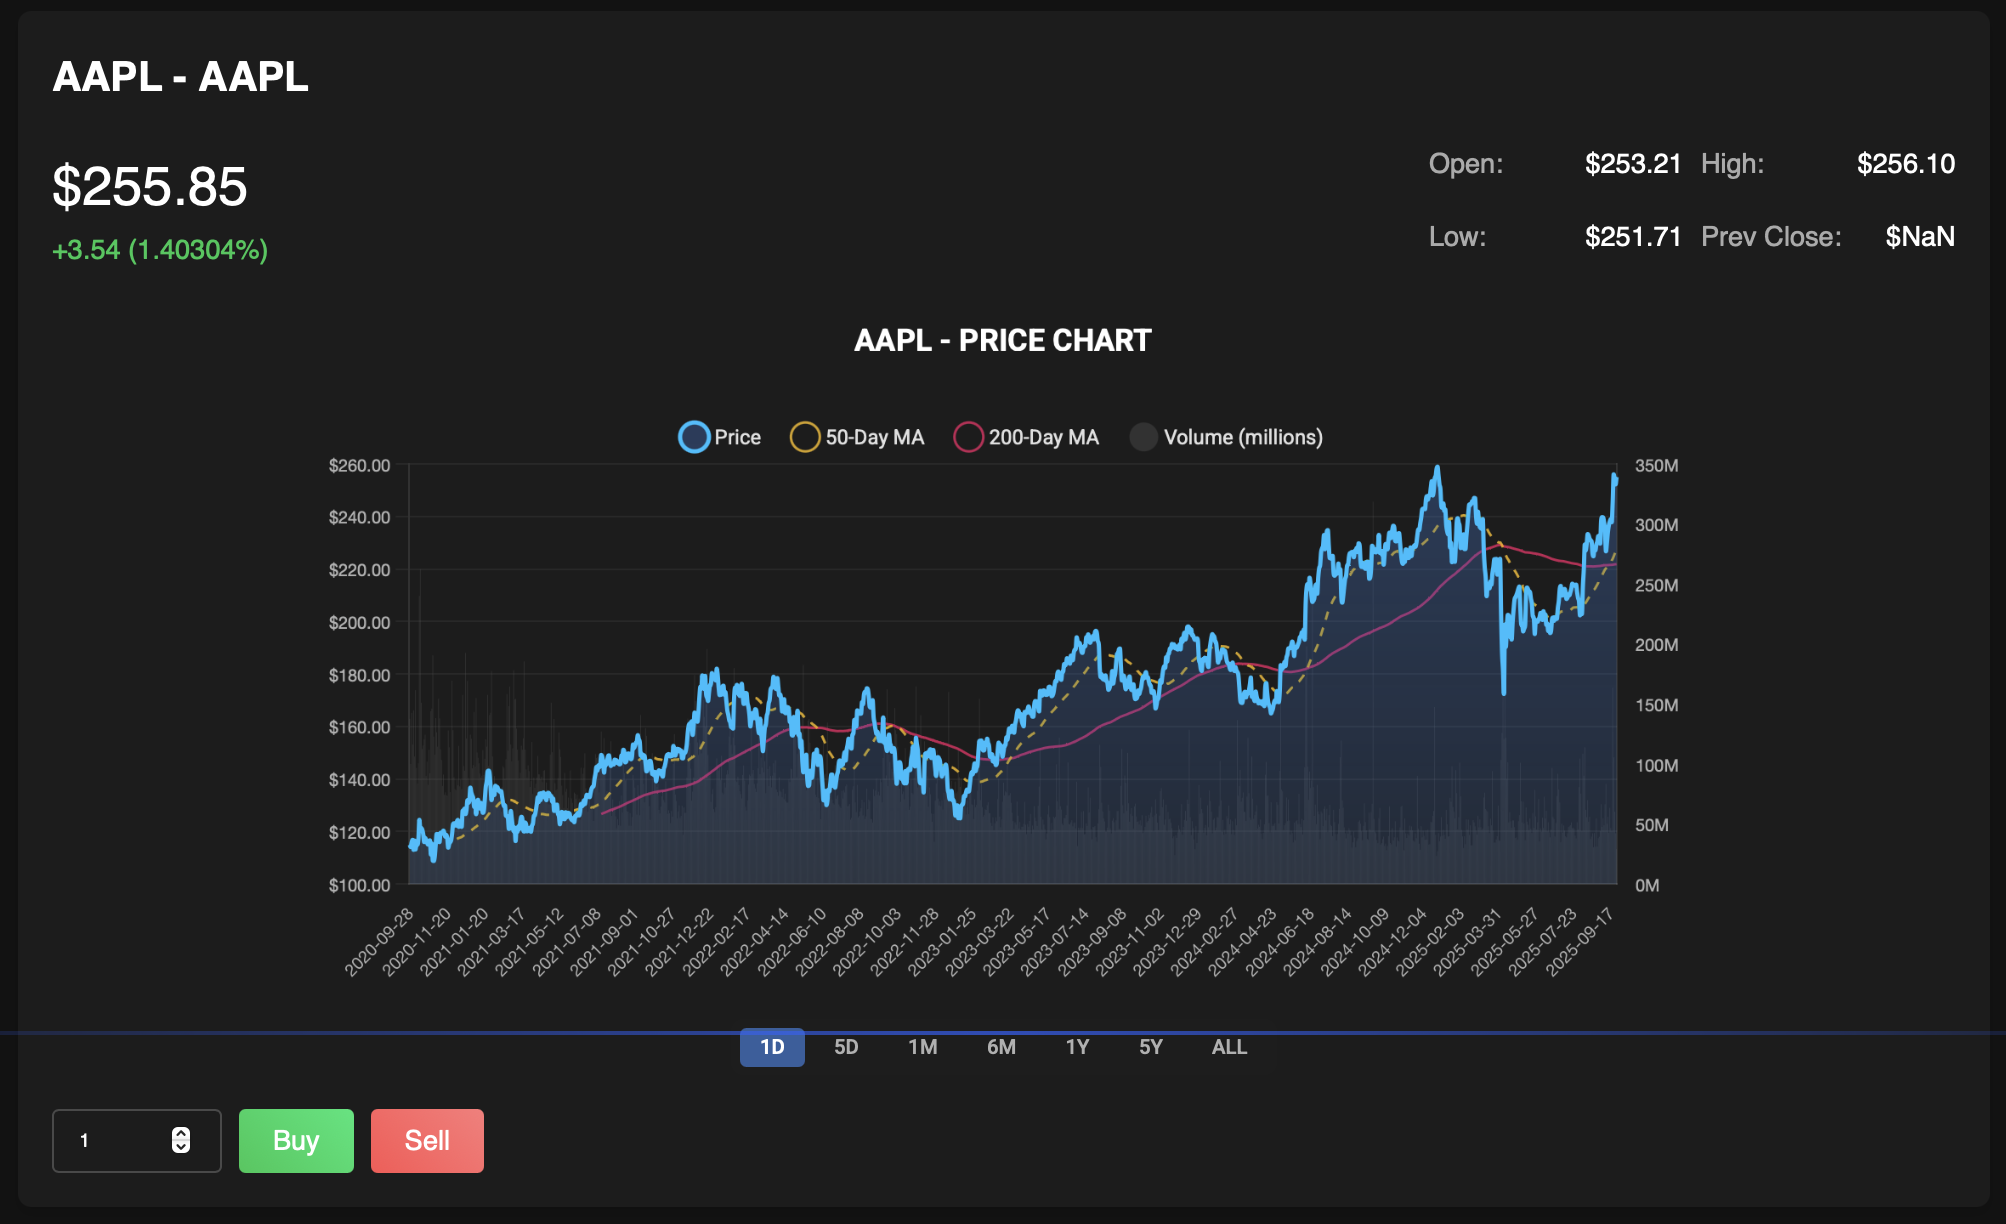 AAPL - AAPL
$255.85
+3.54 (1.40304%)
Open: $253.21 High: $256.10
Low: $251.71 Prev Close: $NaN
AAPL - PRICE CHART
Price 50-Day MA 200-Day MA Volume (millions)
$260.00
$240.00
$220.00
$200.00
$180.00
$160.00
$140.00
$120.00
$100.00
350M
300M
250M
200M
150M
100M
50M
0M
2020-09-28
2020-11-20
2021-01-20
2021-03-17
2021-05-12
2021-07-08
2021-09-01
2021-10-27
2021-12-22
2022-02-17
2022-04-14
2022-06-10
2022-08-08
2022-10-03
2022-11-28
2023-01-25
2023-03-22
2023-05-17
2023-07-14
2023-09-08
2023-11-02
2023-12-29
2024-02-27
2024-04-23
2024-06-18
2024-08-14
2024-10-09
2024-12-04
2025-02-03
2025-03-31
2025-05-27
2025-07-23
2025-09-17
1D 5D 1M 6M 1Y 5Y ALL
1 Buy Sell